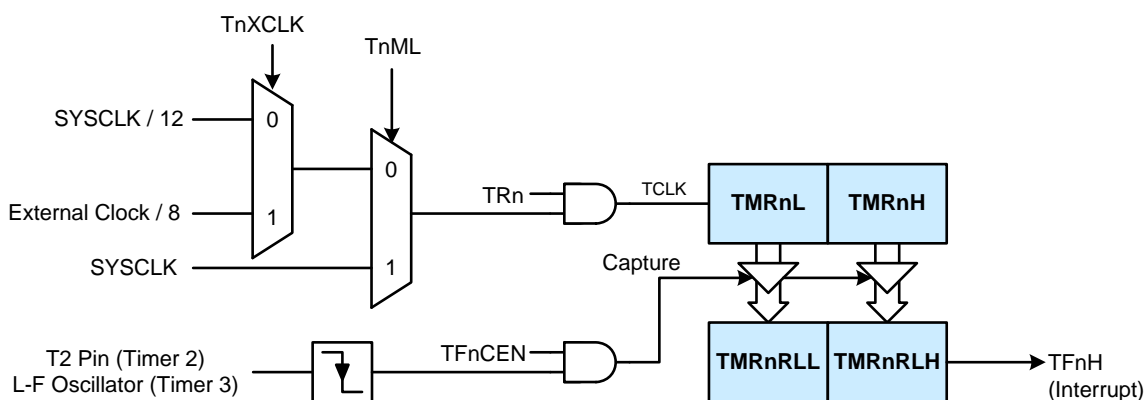 TnXCLK
TnML
SYSCLK / 12
0
0
External Clock / 8
1
SYSCLK
1
TRn
TCLK
TMRnL
TMRnH
Capture
T2 Pin (Timer 2)
L-F Oscillator (Timer 3)
TFnCEN
TMRnRLL
TMRnRLH
TFnH
(Interrupt)